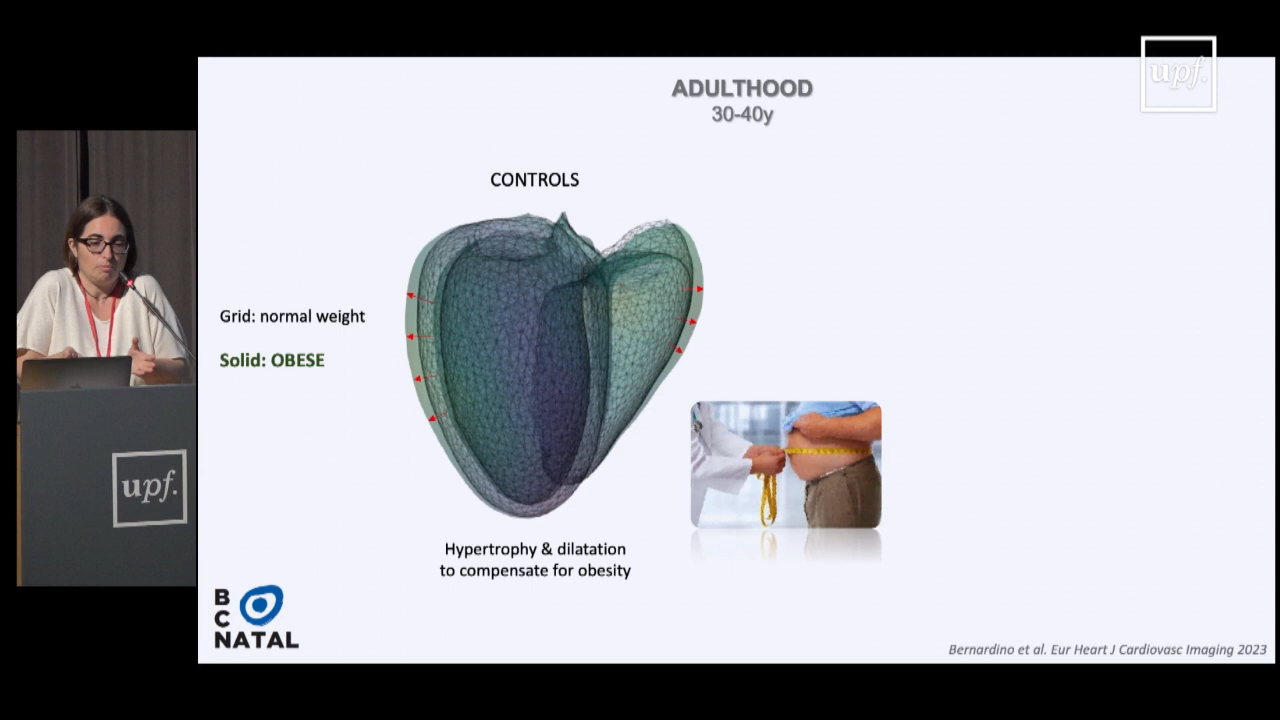 ADULTHOOD
30-40y
upf.
CONTROLS
Grid: normal weight
Solid: OBESE
upf.
Hypertrophy & dilatation
to compensate for obesity
B
C
NATAL
Bernardino et al. Eur Heart J Cardiovasc Imaging 2023